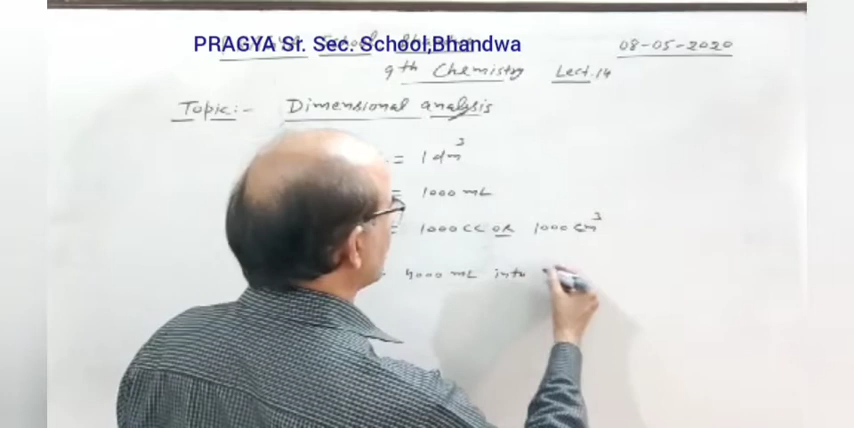 PRAGYA Sr. Sec. School,Bhandwa
08-05-2020
9th Chemistry Lect. 14
Topic:- Dimensional analysis
= 1 dm³
= 1000 mL
= 1000 CC OR 1000 cm³
4000 mL into